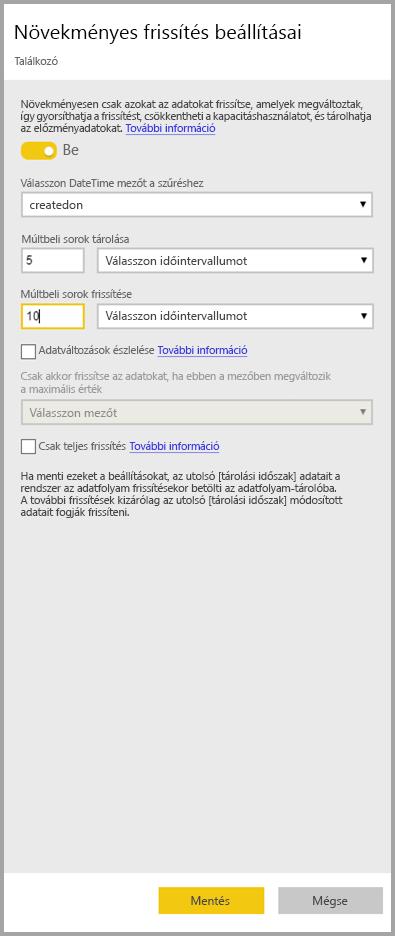 Növekményes frissítés beállításai
Találkozó
Növekményesen csak azokat az adatokat frissítse, amelyek megváltoztak,
így gyorsíthatja a frissítést, csökkentheti a kapacitáshasználatot, és tárolhatja
az előzményadatokat. További információ
Be
Válasszon DateTime mezőt a szűréshez
createdon
Múltbeli sorok tárolása
5 Válasszon időintervallumot
Múltbeli sorok frissítése
10 Válasszon időintervallumot
Adatváltozások észlelése További információ
Csak akkor frissítse az adatokat, ha ebben a mezőben megváltozik
a maximális érték
Válasszon mezőt
Csak teljes frissítés További információ
Ha menti ezeket a beállításokat, az utolsó [tárolási időszak] adatait a
rendszer az adatfolyam frissítésekor betölti az adatfolyam-tárolóba.
A további frissítések kizárólag az utolsó [tárolási időszak] módosított
adatait fogják frissíteni.
Mentés Mégse